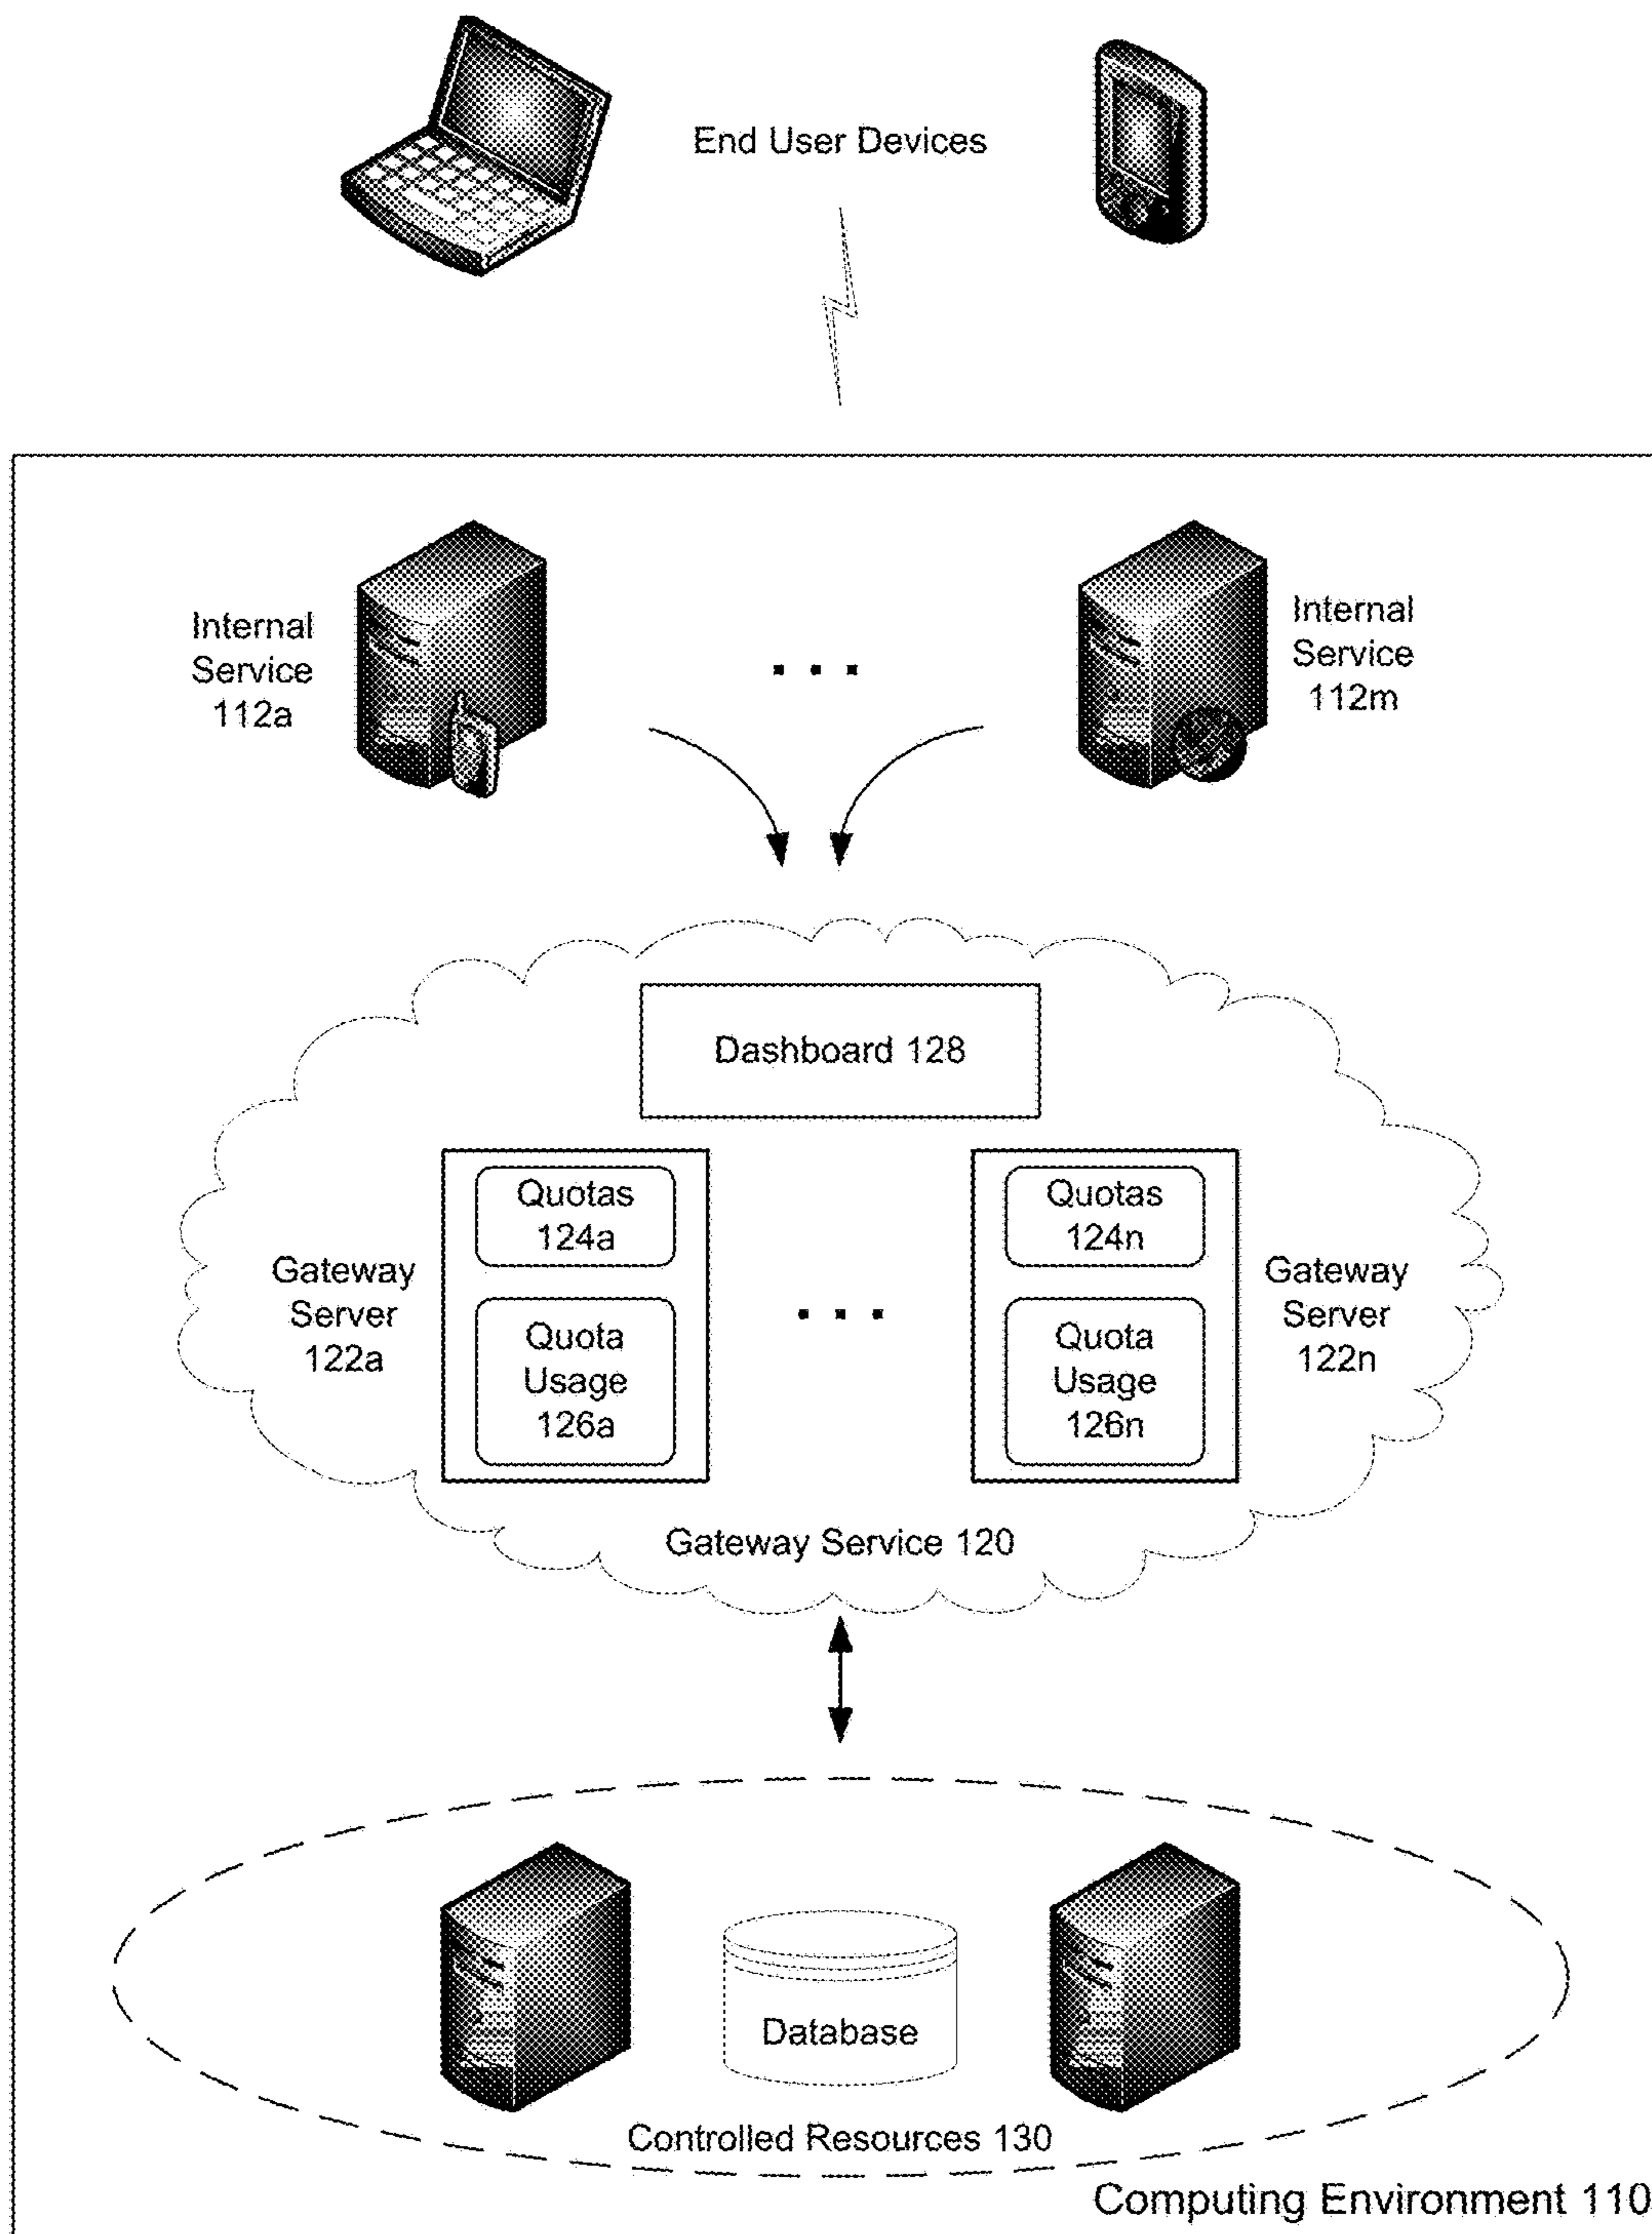 End User Devices
Internal
Service
112a
Internal
Service
112m
Dashboard 128
Quotas
124a
Quotas
124n
Gateway
Server
122a
Quota
Usage
126a
Quota
Usage
126n
Gateway
Server
122n
Gateway Service 120
Database
Controlled Resources 130
Computing Environment 110